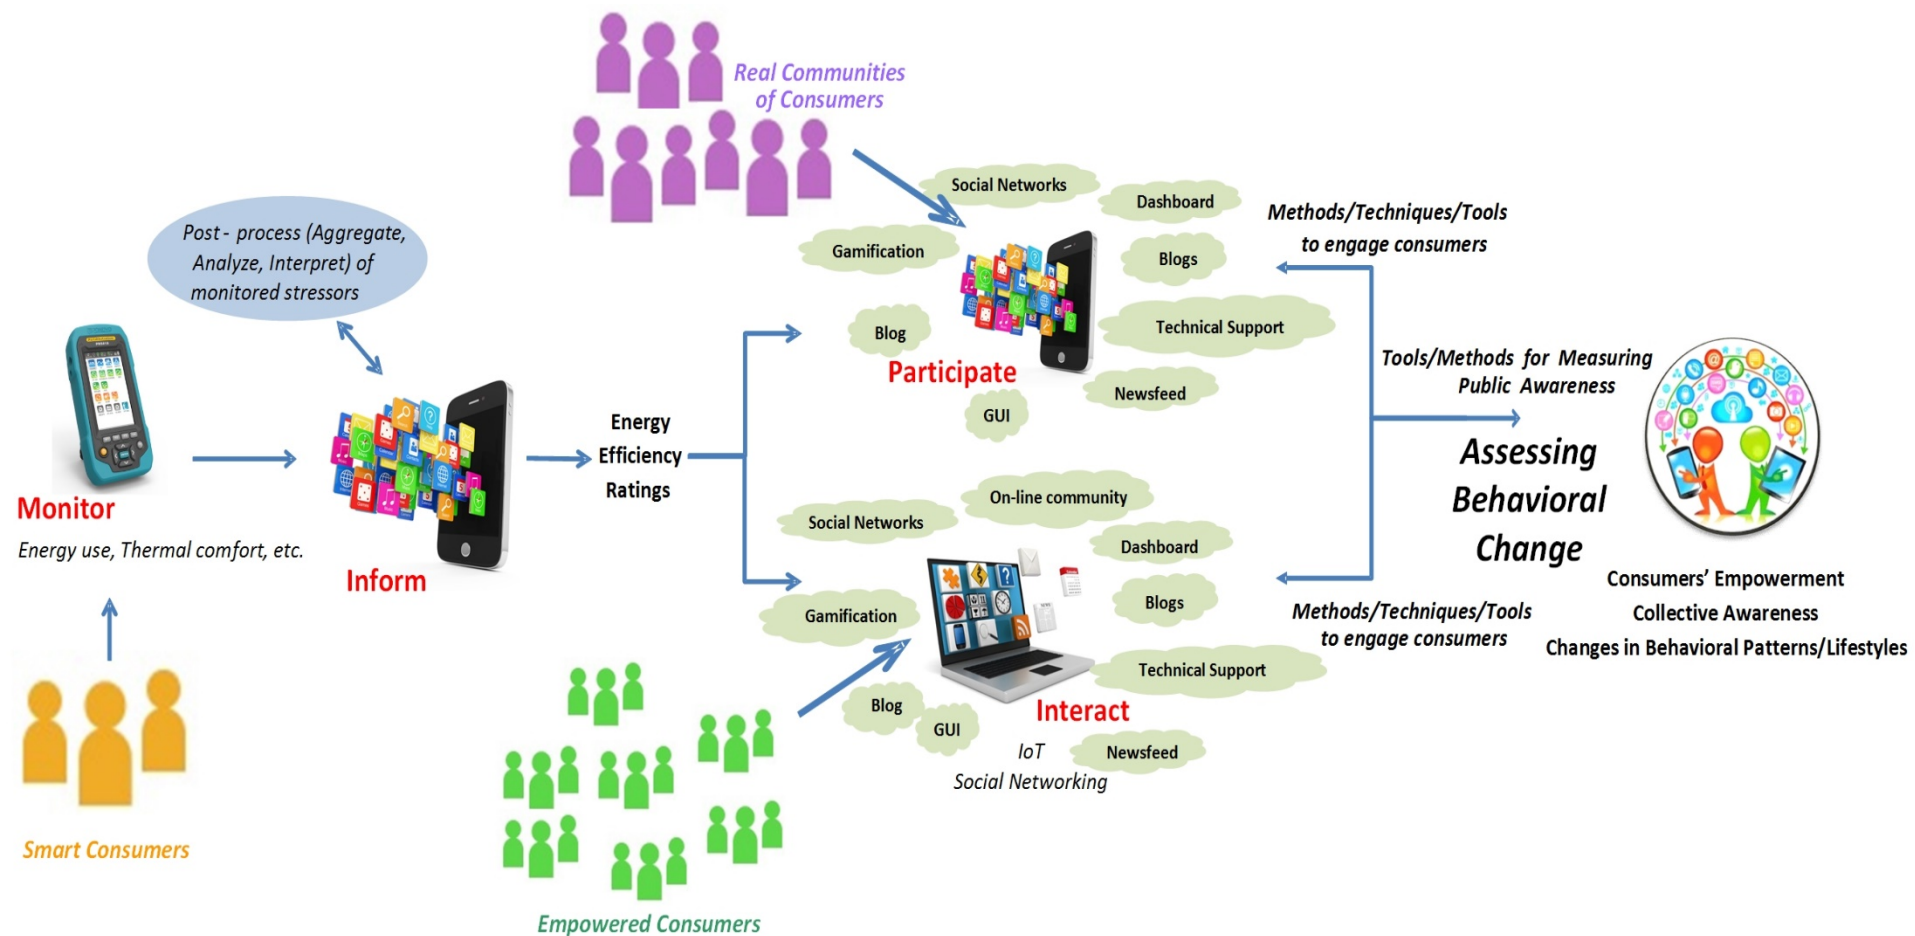 Real Communities
of Consumers
Social Networks
Dashboard
Gamification
Blogs
Blog
Technical Support
Participate
Newsfeed
GUI
Methods/Techniques/Tools
to engage consumers
Post - process (Aggregate,
Analyze, Interpret) of
monitored stressors
Monitor
Energy use, Thermal comfort, etc.
Inform
Energy
Efficiency
Ratings
Tools/Methods for Measuring
Public Awareness
Assessing
Behavioral
Change
Consumers' Empowerment
Collective Awareness
Changes in Behavioral Patterns/Lifestyles
On-line community
Social Networks
Dashboard
Gamification
Blogs
Methods/Techniques/Tools
to engage consumers
Technical Support
Blog
GUI
Interact
IoT
Social Networking
Newsfeed
Smart Consumers
Empowered Consumers